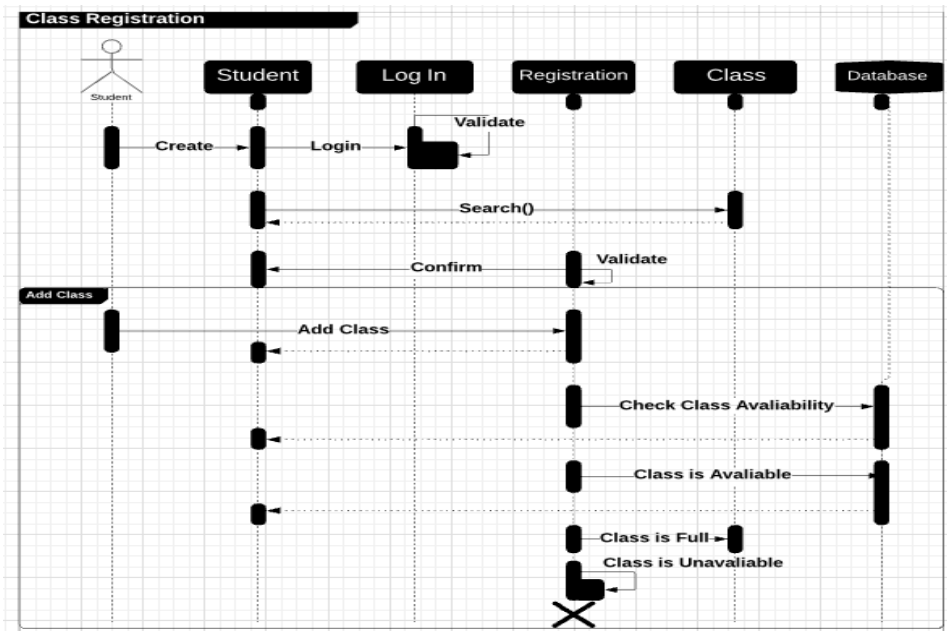 Class Registration
Student
Student
Log In
Registration
Class
Database
Validate
Create
Login
Search()
Validate
Confirm
Add Class
Add Class
Check Class Avaliability
Class is Avaliable
Class is Full
Class is Unavaliable